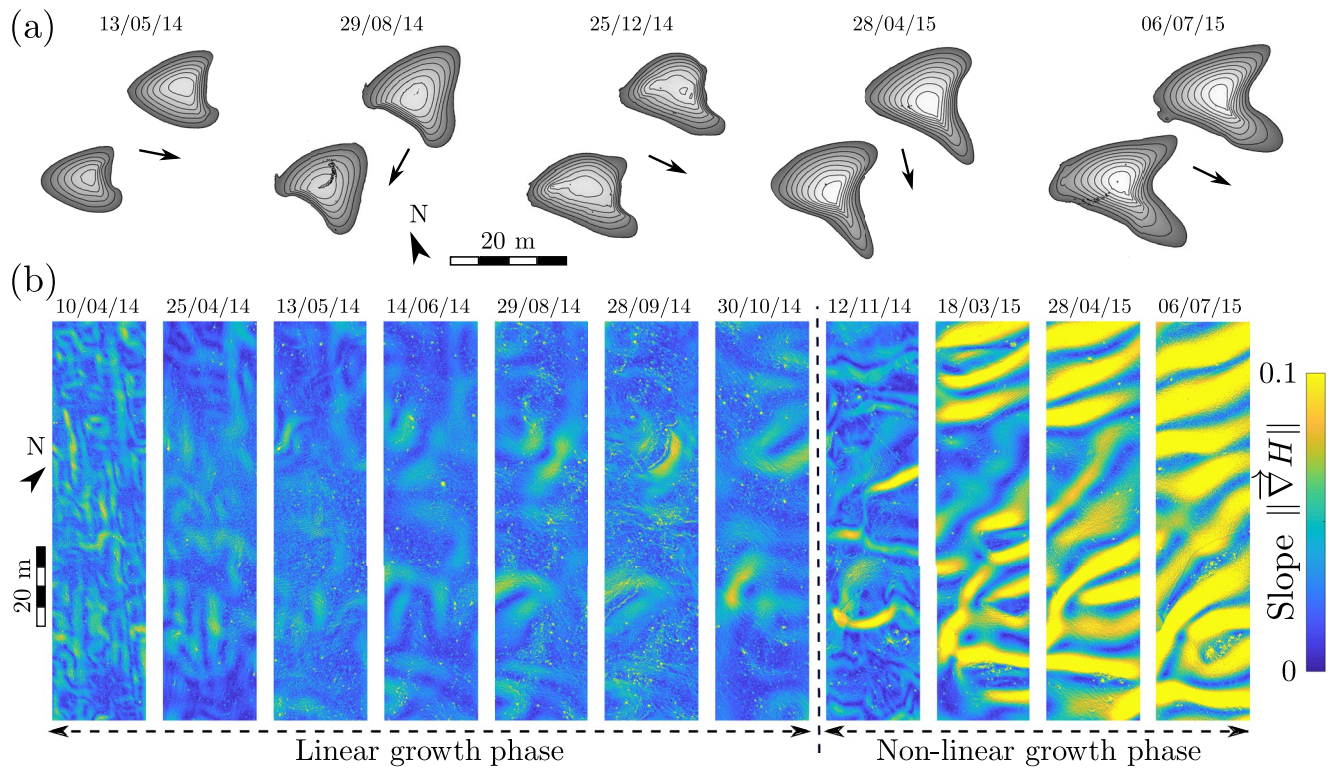 (a)
13/05/14 29/08/14 25/12/14 28/04/15 06/07/15
N
20 m
(b)
10/04/14 25/04/14 13/05/14 14/06/14 29/08/14 28/09/14 30/10/14 12/11/14 18/03/15 28/04/15 06/07/15
N
20 m
0.1
Slope ‖∇⃗H‖
0
Linear growth phase Non-linear growth phase